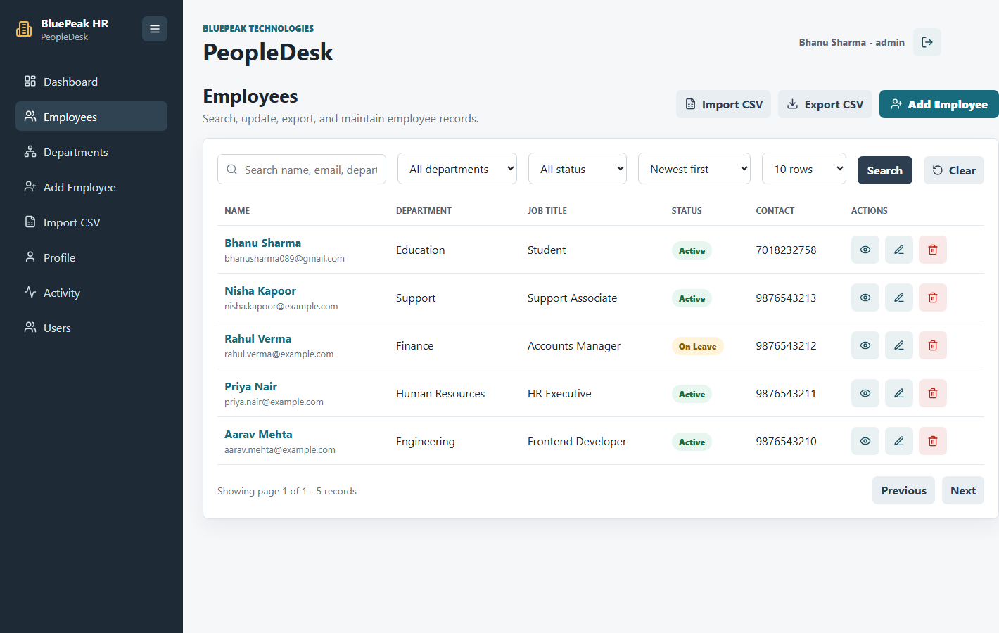 BluePeak HR
PeopleDesk
Dashboard
Employees
Departments
Add Employee
Import CSV
Profile
Activity
Users
BLUEPEAK TECHNOLOGIES
PeopleDesk
Bhanu Sharma - admin
Employees
Search, update, export, and maintain employee records.
Import CSV Export CSV Add Employee
Search name, email, depart All departments All status Newest first 10 rows Search Clear
NAME DEPARTMENT JOB TITLE STATUS CONTACT ACTIONS
Bhanu Sharma
bhanusharma089@gmail.com
Education Student Active 7018232758
Nisha Kapoor
nisha.kapoor@example.com
Support Support Associate Active 9876543213
Rahul Verma
rahul.verma@example.com
Finance Accounts Manager On Leave 9876543212
Priya Nair
priya.nair@example.com
Human Resources HR Executive Active 9876543211
Aarav Mehta
aarav.mehta@example.com
Engineering Frontend Developer Active 9876543210
Showing page 1 of 1 - 5 records
Previous Next